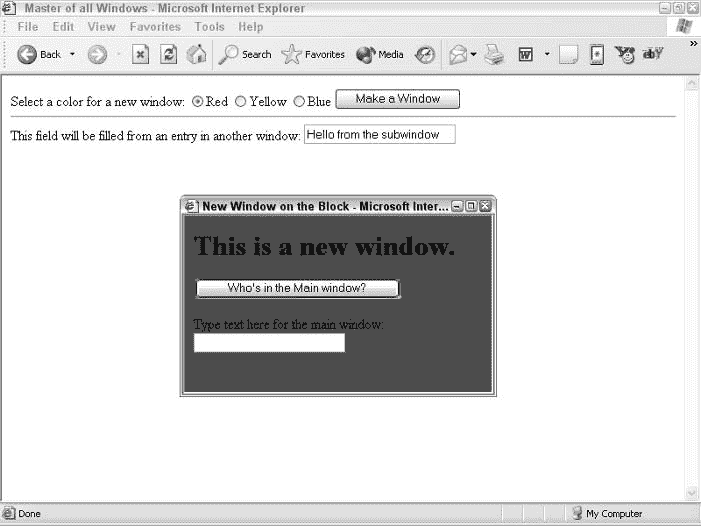 Master of all Windows - Microsoft Internet Explorer
File Edit View Favorites Tools Help
Back Search Favorites Media W ebY »
Select a color for a new window: Red Yellow Blue Make a Window
This field will be filled from an entry in another window: Hello from the subwindow
New Window on the Block - Microsoft Inter...
This is a new window.
Who's in the Main window?
Type text here for the main window:
Done My Computer